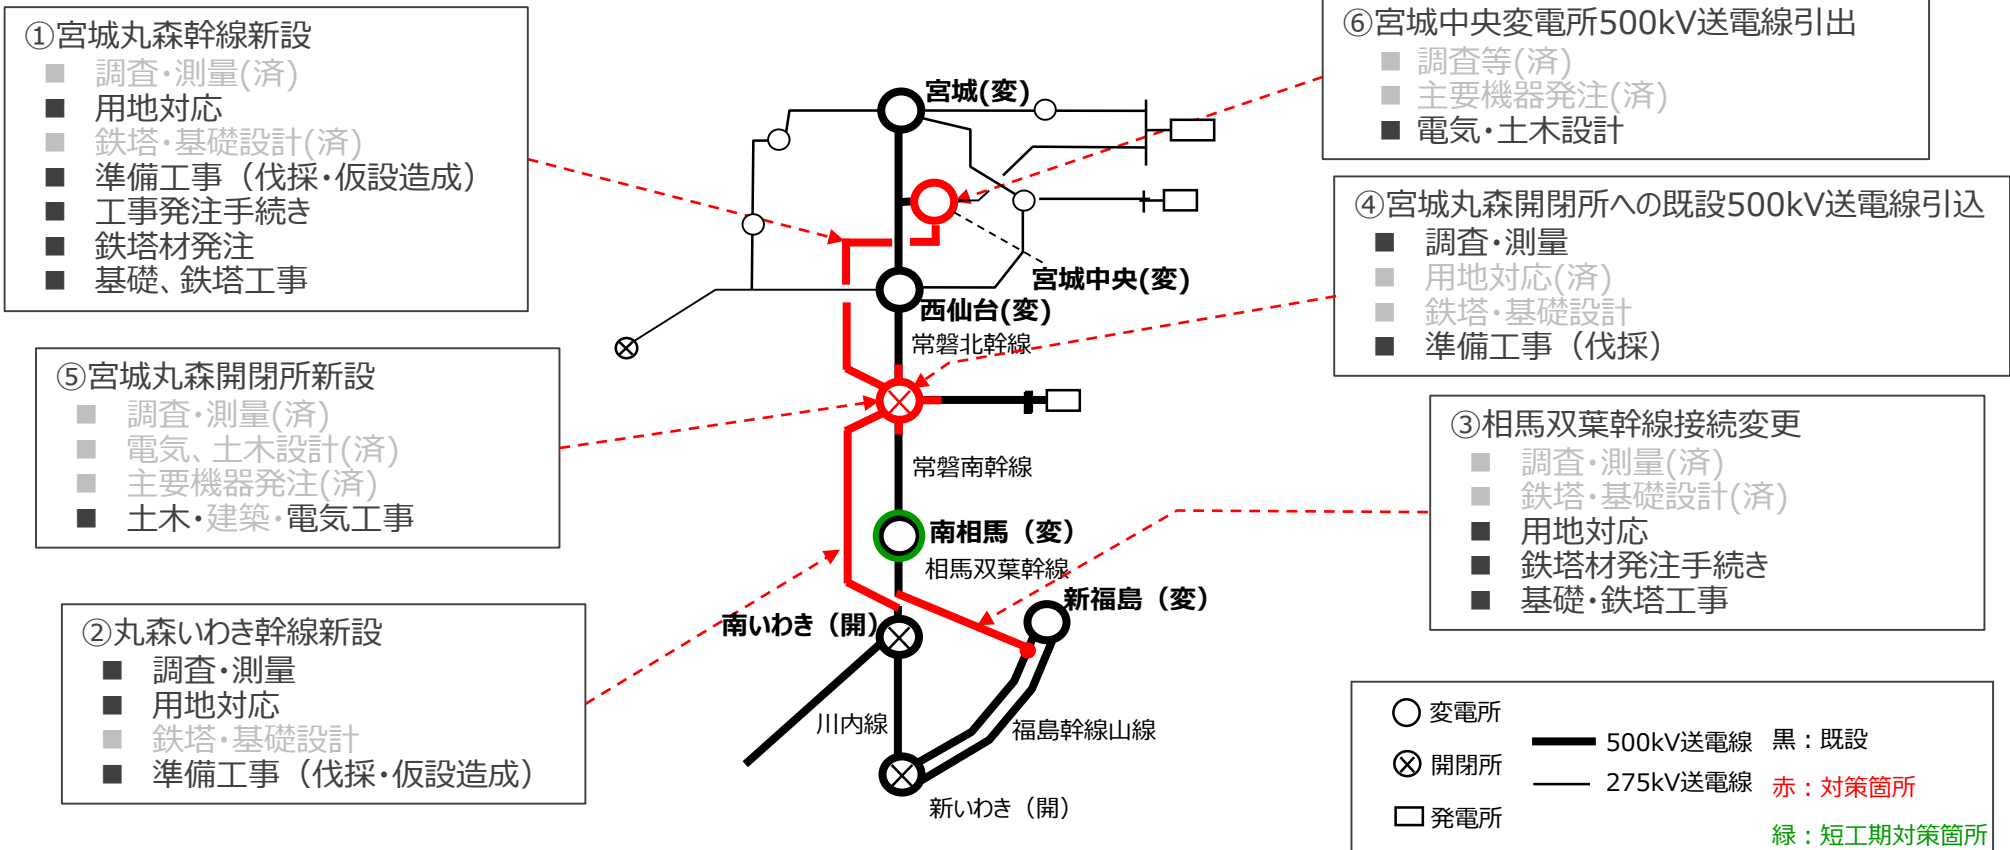 ①宮城丸森幹線新設
■ 調査・測量(済)
■ 用地対応
■ 鉄塔・基礎設計(済)
■ 準備工事（伐採・仮設造成）
■ 工事発注手続き
■ 鉄塔材発注
■ 基礎、鉄塔工事
⑤宮城丸森開閉所新設
■ 調査・測量(済)
■ 電気、土木設計(済)
■ 主要機器発注(済)
■ 土木・建築・電気工事
②丸森いわき幹線新設
■ 調査・測量
■ 用地対応
■ 鉄塔・基礎設計
■ 準備工事（伐採・仮設造成）
宮城(変)
宮城中央(変)
西仙台(変)
常磐北幹線
常磐南幹線
南相馬（変）
相馬双葉幹線
新福島（変）
南いわき（開）
川内線
福島幹線山線
新いわき（開）
⑥宮城中央変電所500kV送電線引出
■ 調査等(済)
■ 主要機器発注(済)
■ 電気・土木設計
④宮城丸森開閉所への既設500kV送電線引込
■ 調査・測量
■ 用地対応(済)
■ 鉄塔・基礎設計
■ 準備工事（伐採）
③相馬双葉幹線接続変更
■ 調査・測量(済)
■ 鉄塔・基礎設計(済)
■ 用地対応
■ 鉄塔材発注手続き
■ 基礎・鉄塔工事
変電所
開閉所
発電所
500kV送電線
275kV送電線
黒：既設
赤：対策箇所
緑：短工期対策箇所